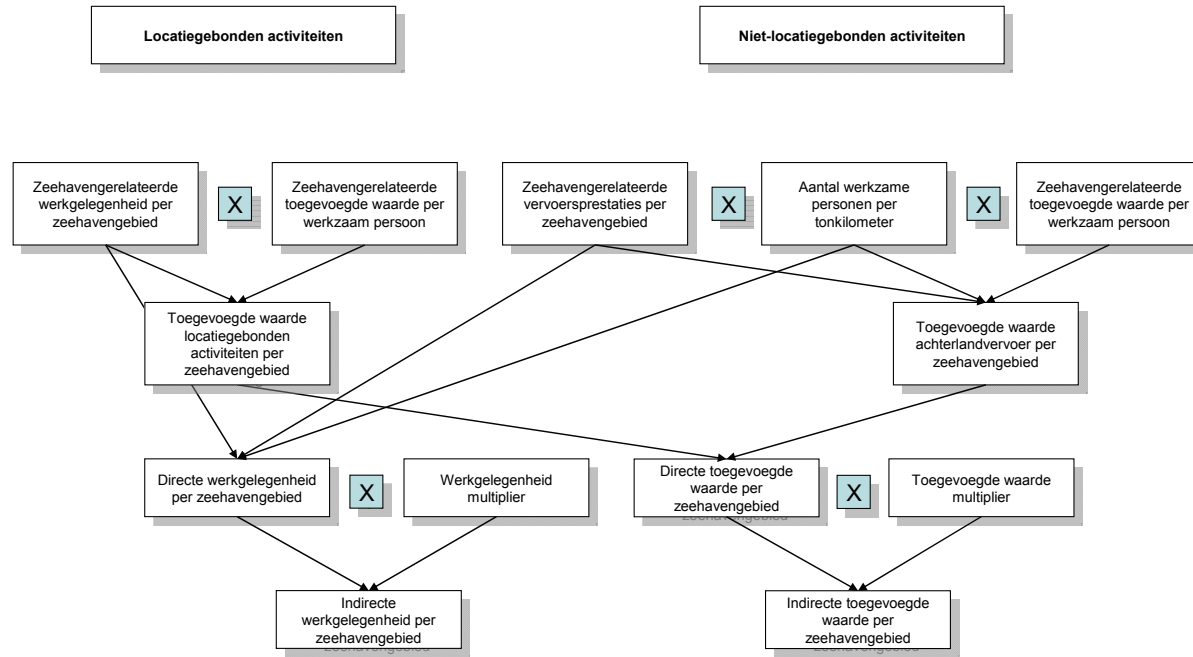 Locatiegebonden activiteiten
Niet-locatiegebonden activiteiten
Zeehavengerelateerde
werkgelegenheid per
zeehavengebied
X
Zeehavengerelateerde
toegevoegde waarde per
werkzaam persoon
Zeehavengerelateerde
vervoersprestaties per
zeehavengebied
X
Aantal werkzame
personen per
tonkilometer
X
Zeehavengerelateerde
toegevoegde waarde per
werkzaam persoon
Toegevoegde waarde
locatiegebonden
activiteiten per
zeehavengebied
Toegevoegde waarde
achterlandvervoer per
zeehavengebied
Directe werkgelegenheid
per zeehavengebied
X
Werkgelegenheid
multiplier
Directe toegevoegde
waarde per
zeehavengebied
X
Toegevoegde waarde
multiplier
Indirecte
werkgelegenheid per
zeehavengebied
Indirecte toegevoegde
waarde per
zeehavengebied